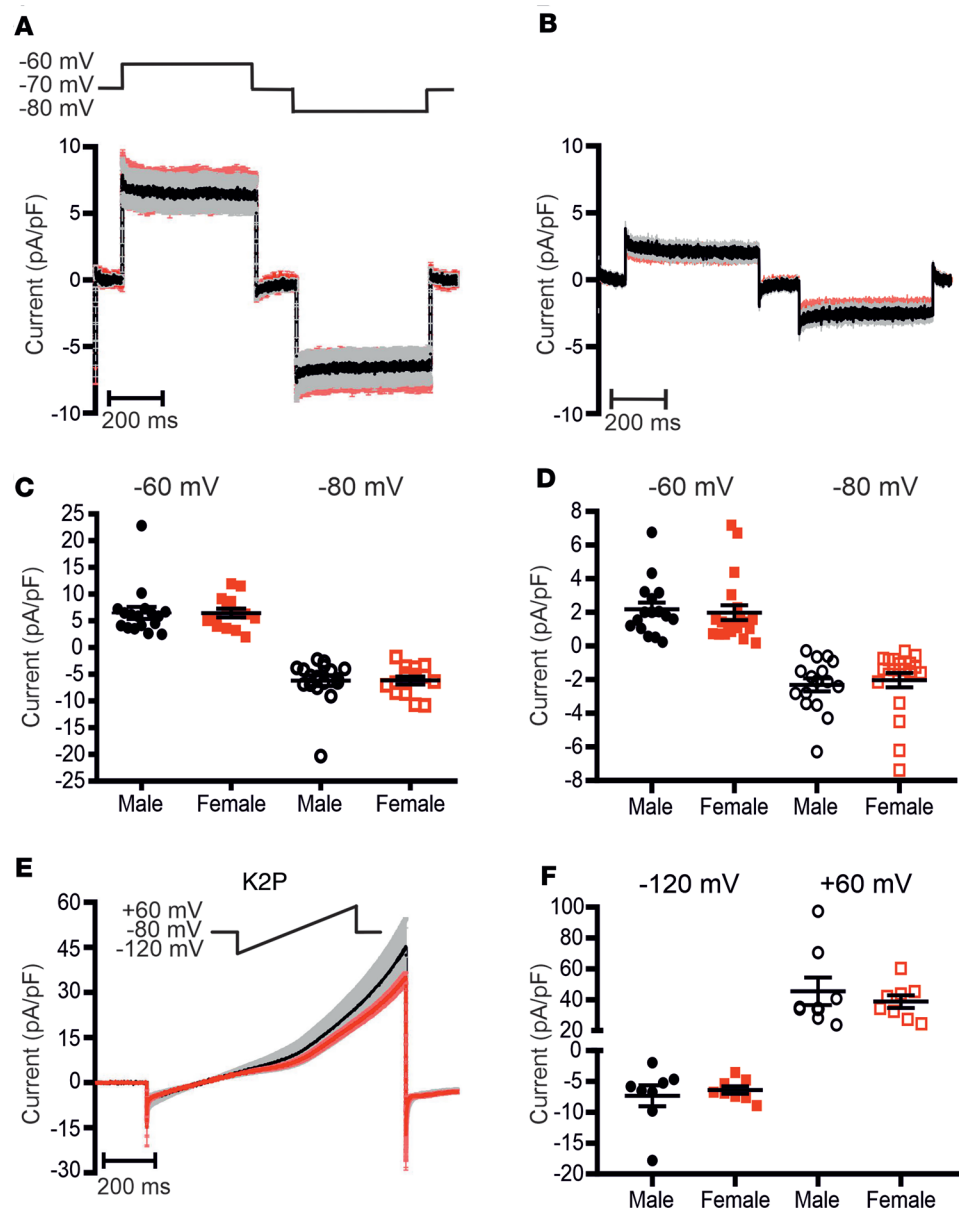 A
-60 mV
-70 mV
-80 mV
10
5
0
-5
-10
Current (pA/pF)
200 ms
B
10
5
0
-5
-10
Current (pA/pF)
200 ms
C
-60 mV -80 mV
25
20
15
10
5
0
-5
-10
-15
-20
-25
Current (pA/pF)
Male Female Male Female
D
-60 mV -80 mV
8
6
4
2
0
-2
-4
-6
-8
Current (pA/pF)
Male Female Male Female
E
K2P
+60 mV
-80 mV
-120 mV
60
45
30
15
0
-15
-30
Current (pA/pF)
200 ms
F
-120 mV +60 mV
100
80
60
40
20
0
-5
-10
-15
-20
Current (pA/pF)
Male Female Male Female